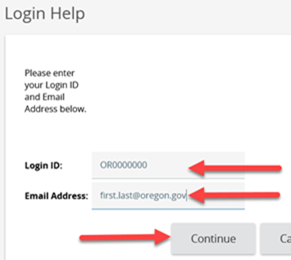 Login Help
Please enter
your Login ID
and Email
Address below.
Login ID: OR0000000
Email Address: first.last@oregon.gov
Continue